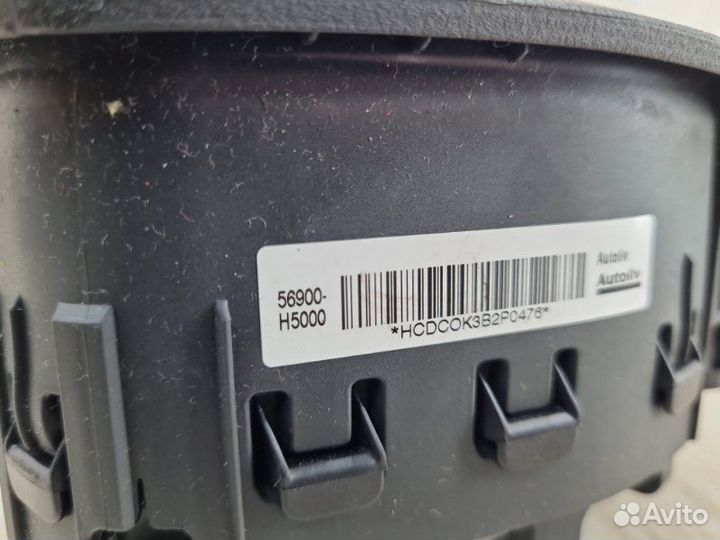 56900-
H5000
*HCDCOK3B2P0476*
Autoliv
Autoliv
Avito